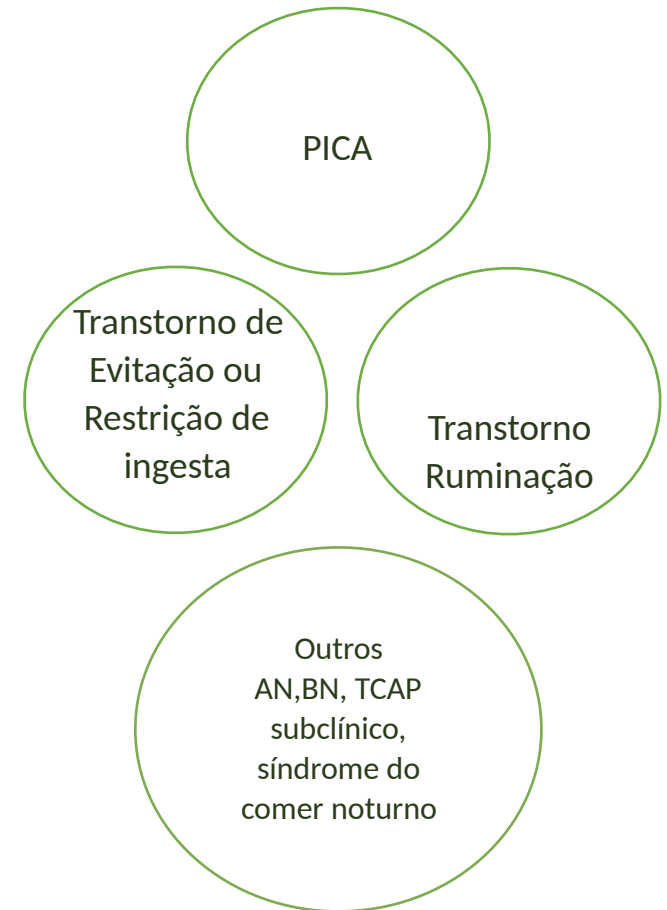 PICA
Transtorno de
Evitação ou
Restrição de
ingesta
Transtorno
Ruminação
Outros
AN,BN, TCAP
subclínico,
síndrome do
comer noturno